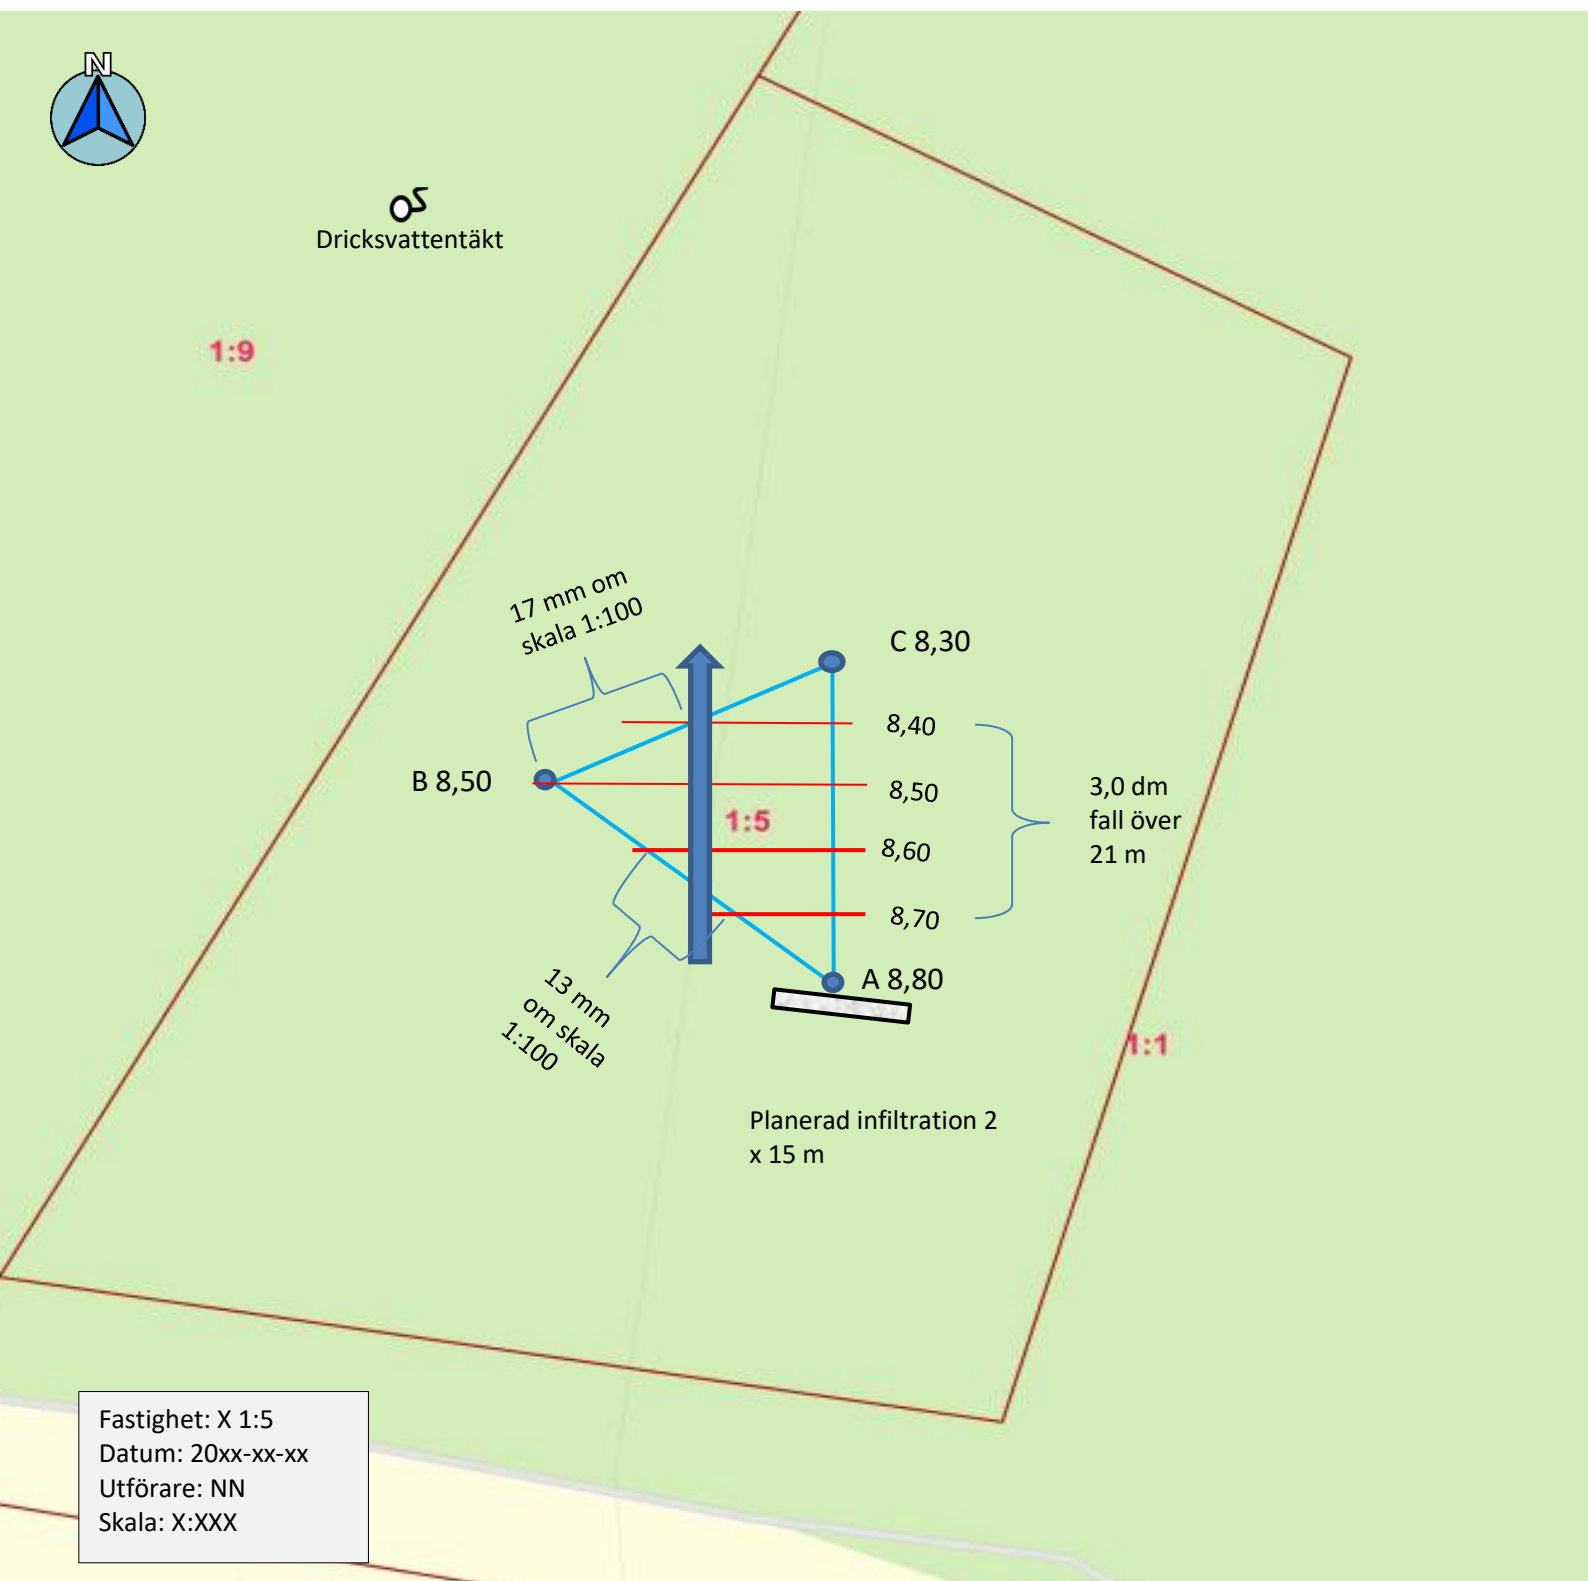 N
Dricksvattentäkt
1:9
17 mm om
skala 1:100
C 8,30
8,40
B 8,50
8,50
3,0 dm
fall över
21 m
1:5
8,60
8,70
A 8,80
13 mm
om skala
1:100
1:1
Planerad infiltration 2
x 15 m
Fastighet: X 1:5
Datum: 20xx-xx-xx
Utförare: NN
Skala: X:XXX